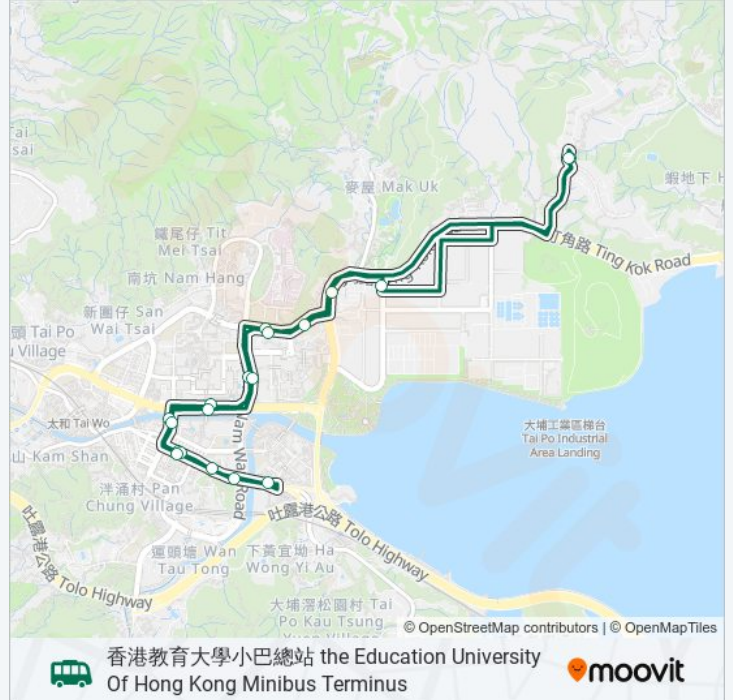 麥屋 Mak Uk
蝦地下 H
鐵尾仔 Tit
Mei Tsai
角路 Ting Kok Road
南坑 Nam Hang
新圍仔 San
Wai Tsai
頭 Tai Po
Village
太和 Tai Wo
大埔工業區梯台
Tai Po Industrial
Area Landing
山 Kam Shan
Nam Wan Road
泮涌村 Pan
Chung Village
吐露港公路 Tolo Highway
吐露港公路 Tolo Highway
運頭塘 Wan
Tau Tong
下黃宜坳 Ha
Wong Yi Au
大埔滘松園村 Tai
Po Kau Tsung
© OpenStreetMap contributors | © OpenMapTiles
香港教育大學小巴總站 the Education University
Of Hong Kong Minibus Terminus
moovit